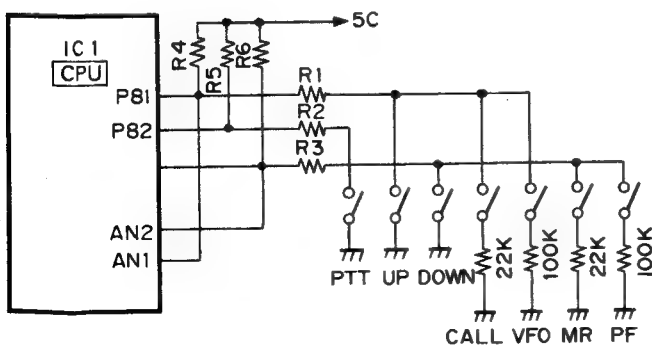 5C
IC1
CPU
R4
R5
R6
P81
R1
P82
R2
R3
AN2
AN1
PTT UP DOWN
22K
100K
22K
100K
CALL VFO MR PF